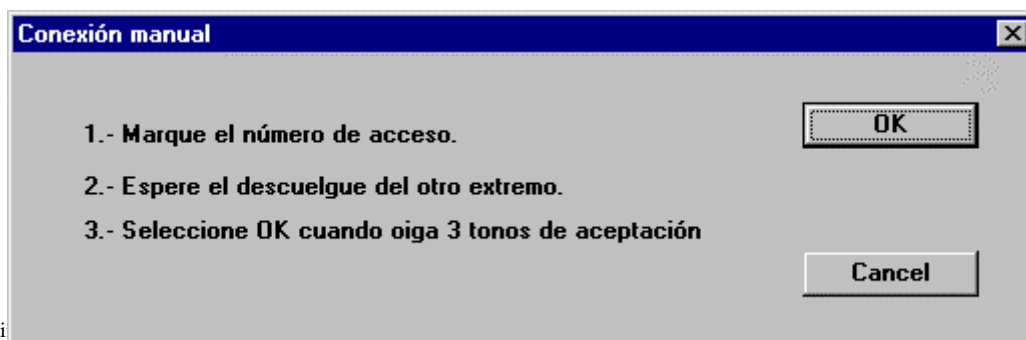 Conexión manual
1.- Marque el número de acceso.
OK
2.- Espere el descuelgue del otro extremo.
3.- Seleccione OK cuando oiga 3 tonos de aceptación
Cancel
i